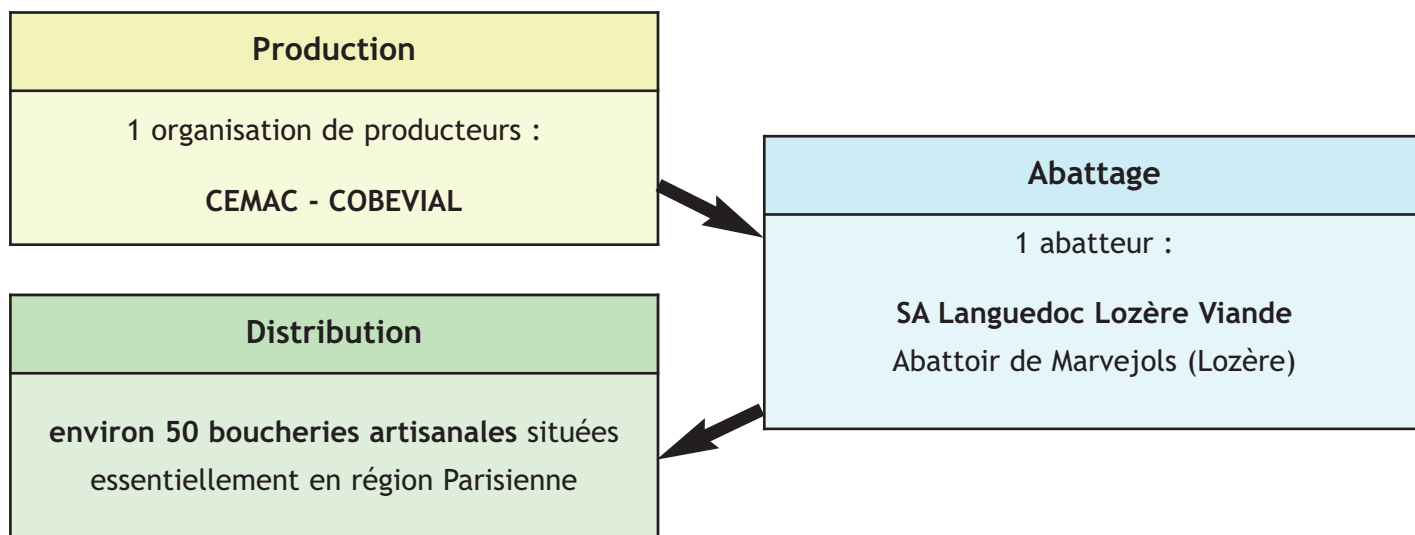 Production
1 organisation de producteurs :
CEMAC - COBEVIAL
Abattage
1 abatteur :
SA Languedoc Lozère Viande
Abattoir de Marvejols (Lozère)
Distribution
environ 50 boucheries artisanales situées
essentiellement en région Parisienne